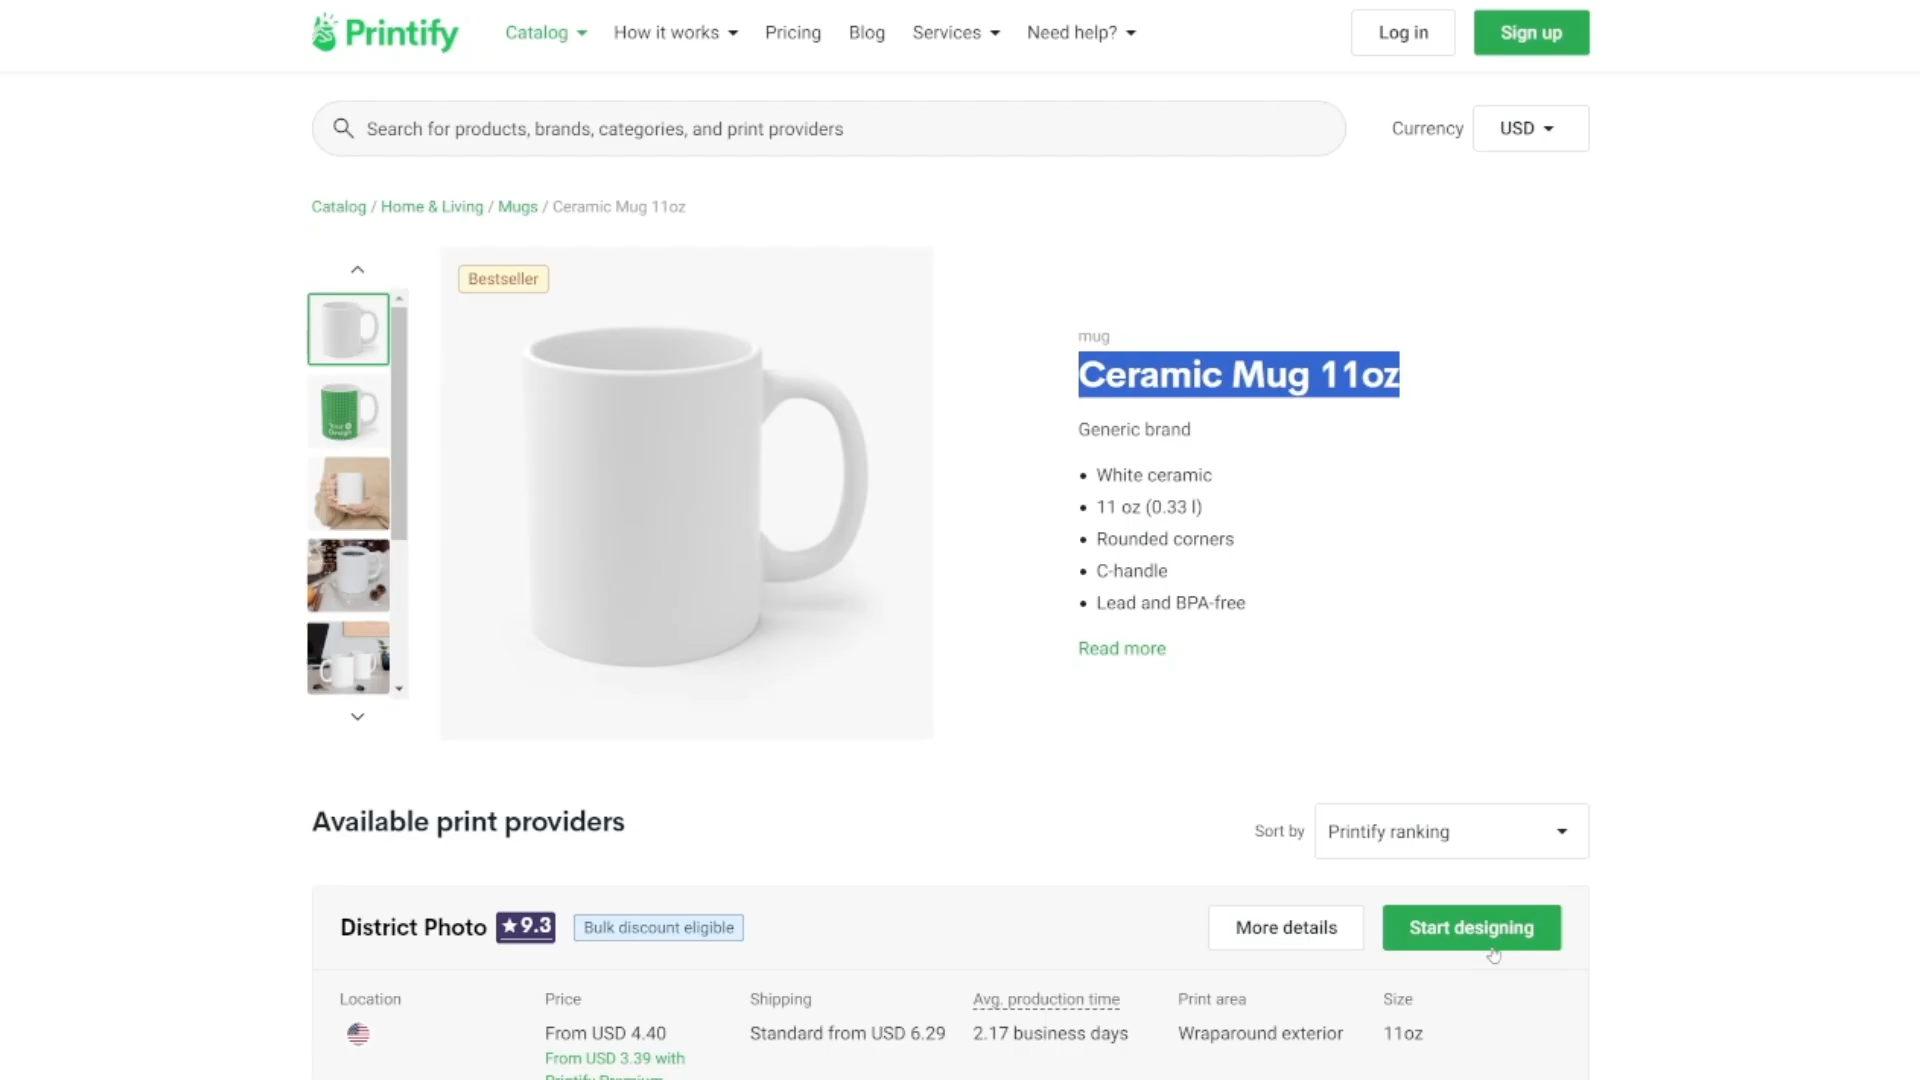 Printify
Catalog
How it works
Pricing
Blog
Services
Need help?
Log in
Sign up
Search for products, brands, categories, and print providers
Currency
USD
Catalog / Home & Living / Mugs / Ceramic Mug 11oz
Bestseller
Your Design
mug
Ceramic Mug 11oz
Generic brand
• White ceramic
• 11 oz (0.33 l)
• Rounded corners
• C-handle
• Lead and BPA-free
Read more
Available print providers
Sort by
Printify ranking
District Photo
★ 9.3
Bulk discount eligible
More details
Start designing
Location
Price
Shipping
Avg. production time
Print area
Size
From USD 4.40
Standard from USD 6.29
2.17 business days
Wraparound exterior
11oz
From USD 3.39 with
Printify Premium